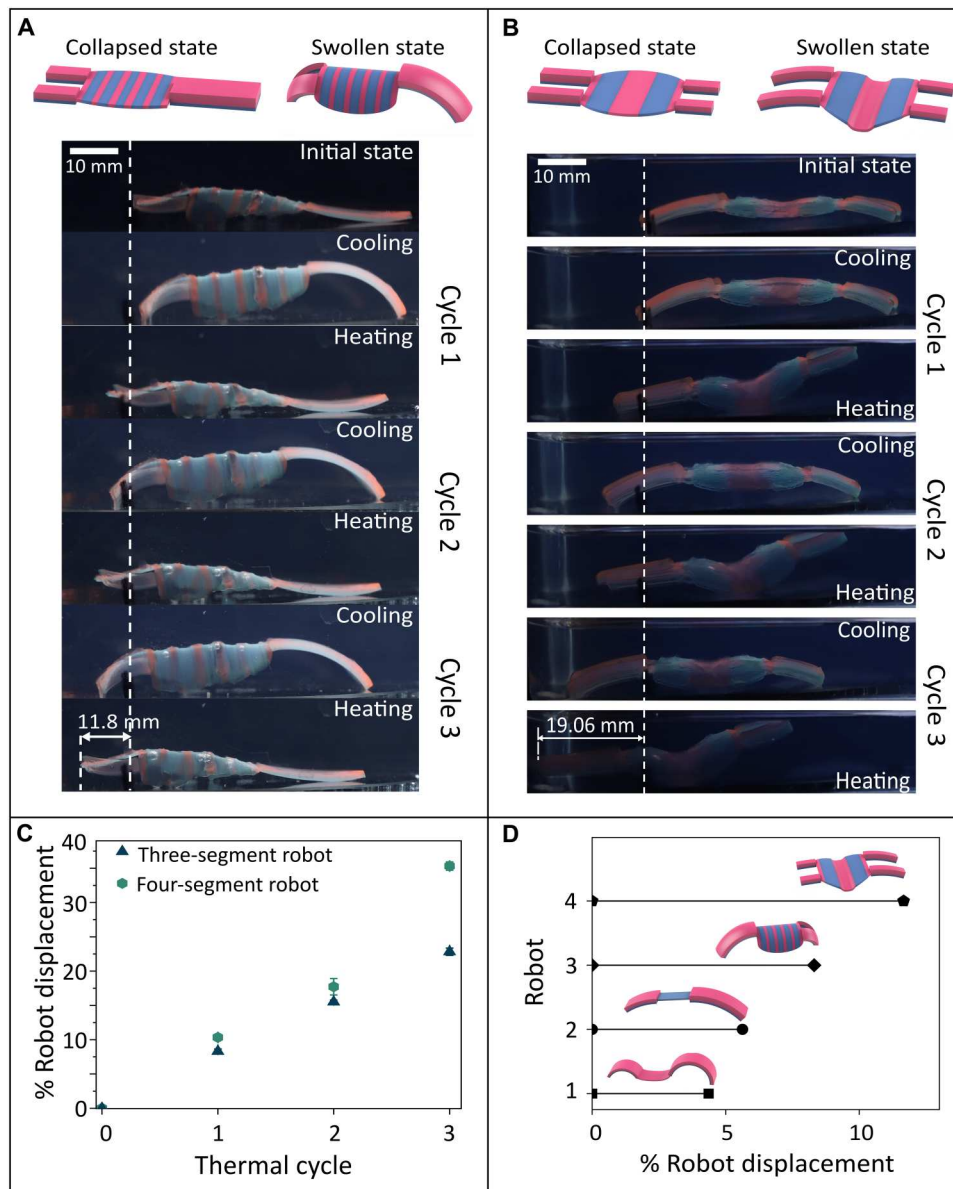 A
Collapsed state
Swollen state
10 mm
Initial state
Cooling
Heating
Cycle 1
Cooling
Heating
Cycle 2
Cooling
Heating
Cycle 3
11.8 mm
B
Collapsed state
Swollen state
10 mm
Initial state
Cooling
Heating
Cycle 1
Cooling
Heating
Cycle 2
Cooling
Heating
Cycle 3
19.06 mm
C
Three-segment robot
Four-segment robot
40
30
20
10
0
0 1 2 3
% Robot displacement
Thermal cycle
D
4
3
2
1
0 5 10
Robot
% Robot displacement